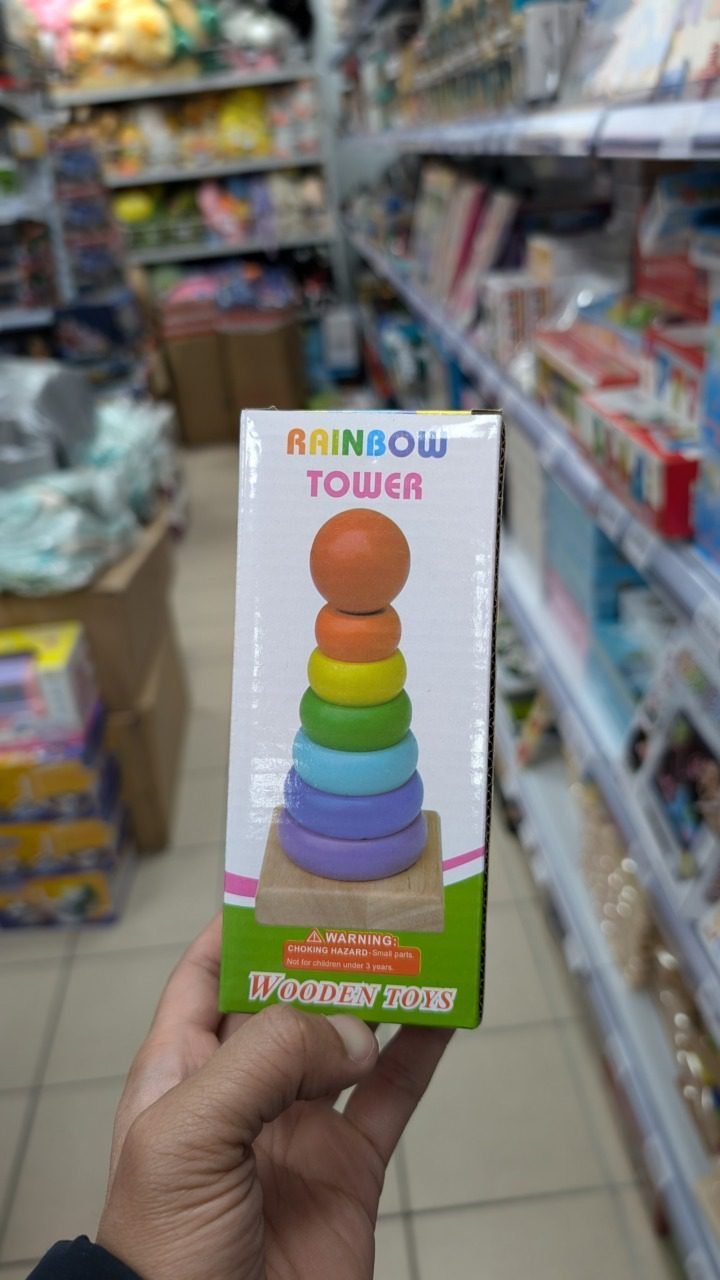 RAINBOW
TOWER
WARNING:
CHOKING HAZARD-Small parts.
Not for children under 3 years.
WOODEN TOYS